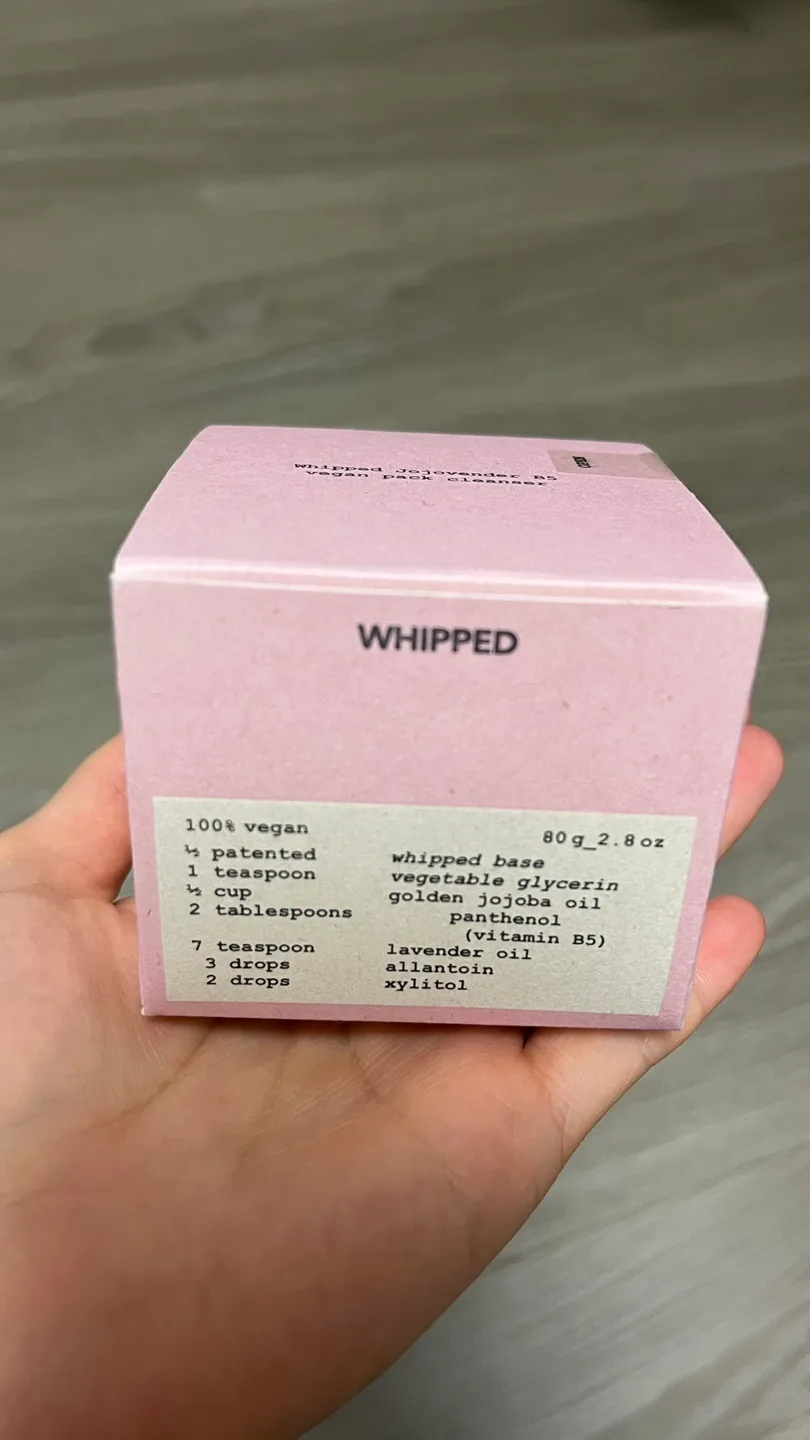 Whipped Jojovender B5
vegan pack cleanser
OPEN
WHIPPED
100% vegan 80g_2.8oz
½ patented whipped base
1 teaspoon vegetable glycerin
½ cup golden jojoba oil
2 tablespoons panthenol
(vitamin B5)
7 teaspoon lavender oil
3 drops allantoin
2 drops xylitol